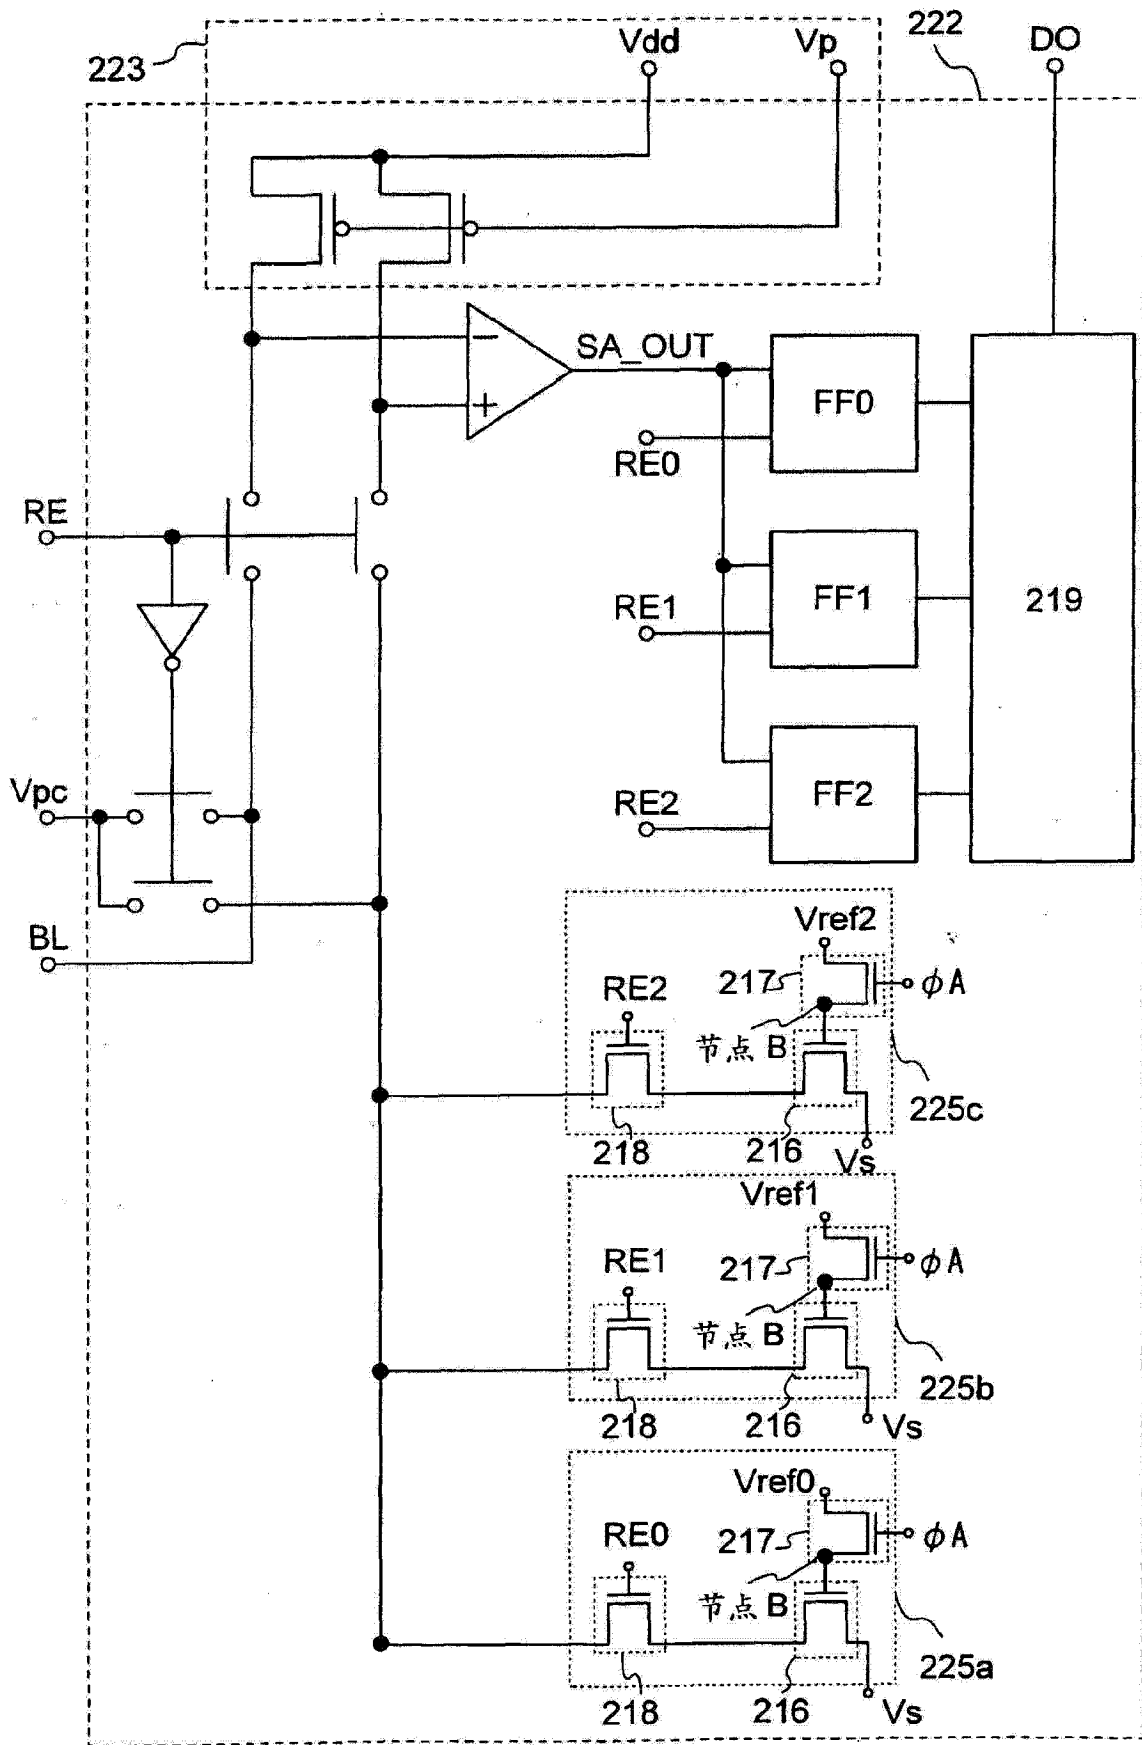 222
DO
Vdd
Vp
223
−
SA_OUT
+
FF0
RE0
RE
FF1
RE1
219
Vpc
FF2
RE2
BL
Vref2
217
φA
RE2
节点 B
225c
218
216
Vs
Vref1
217
φA
RE1
节点 B
225b
218
216
Vs
Vref0
217
φA
RE0
节点 B
225a
218
216
Vs